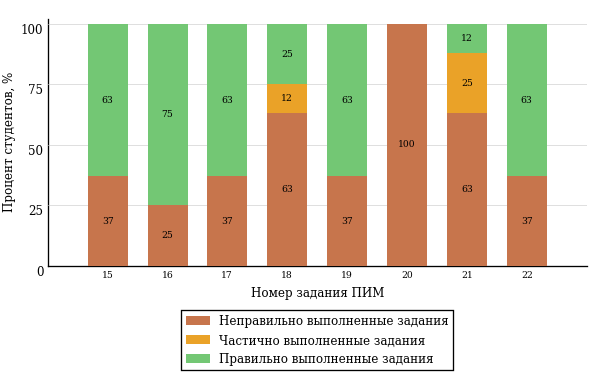 Процент студентов, %
100
75
50
25
0
63 75 63 25 63 12 63
12 100 25
37 25 37 63 37 63 37
15 16 17 18 19 20 21 22
Номер задания ПИМ
Неправильно выполненные задания
Частично выполненные задания
Правильно выполненные задания